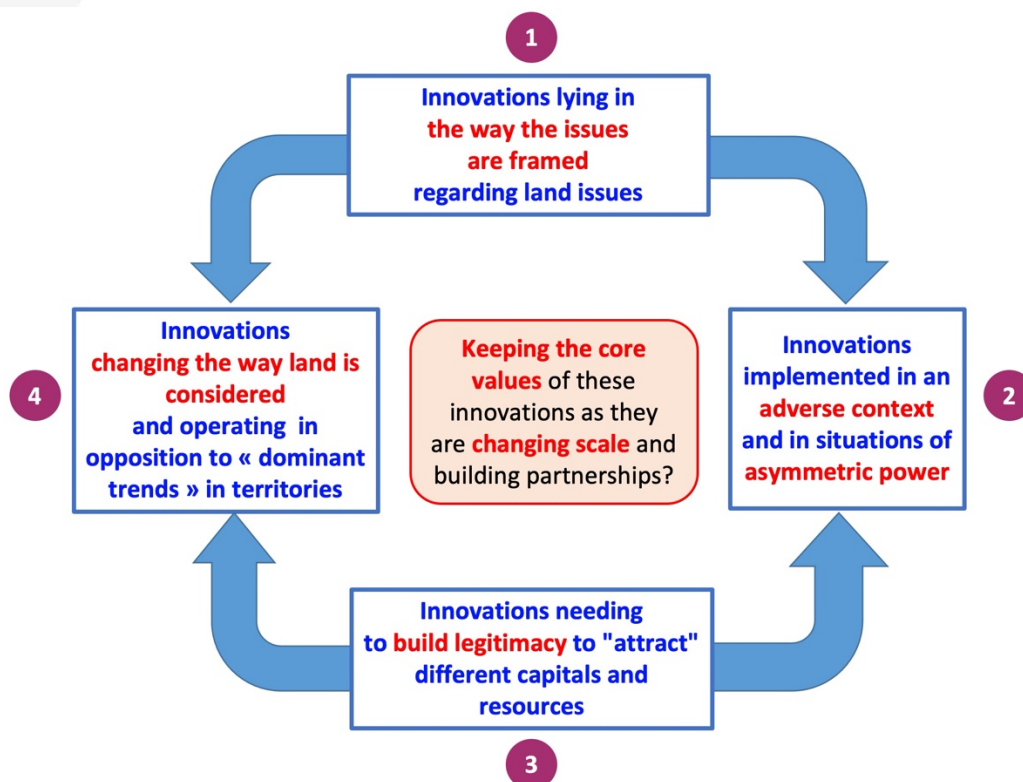 1
Innovations lying in
the way the issues
are framed
regarding land issues
Innovations
changing the way land is
considered
and operating in
opposition to « dominant
trends » in territories
4
Keeping the core
values of these
innovations as they
are changing scale and
building partnerships?
Innovations
implemented in an
adverse context
and in situations of
asymmetric power
2
Innovations needing
to build legitimacy to "attract"
different capitals and
resources
3